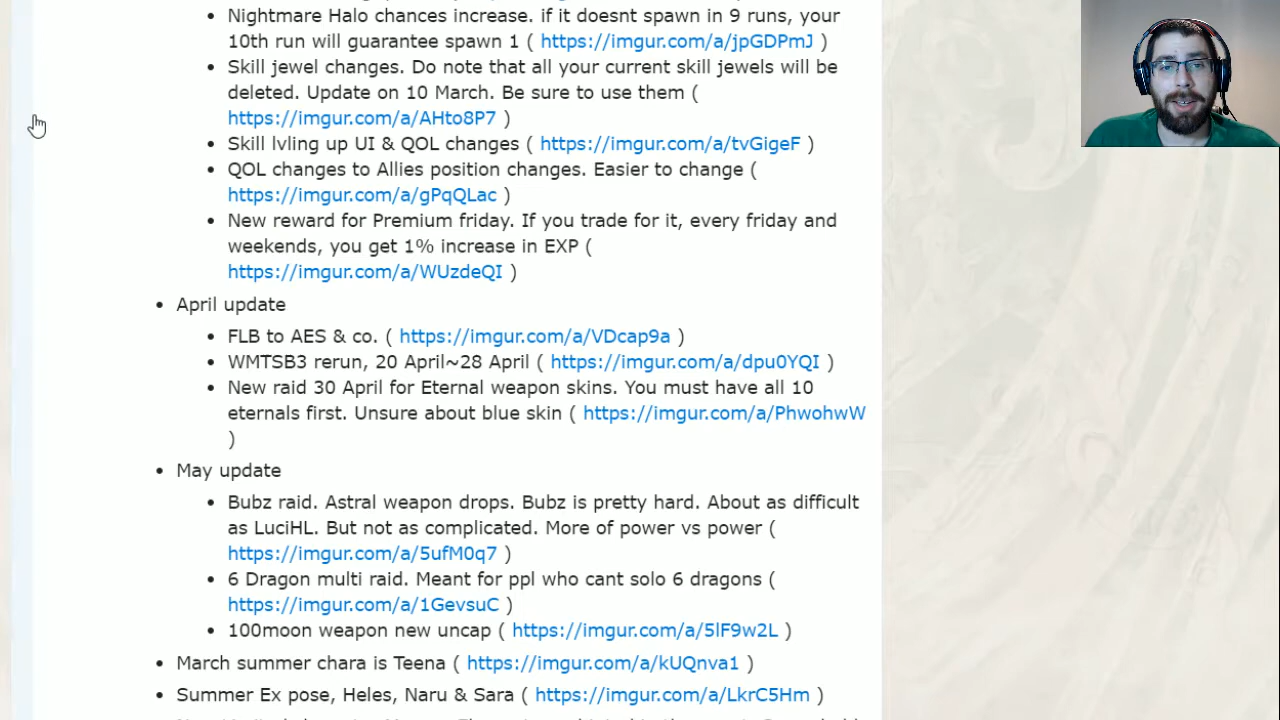 Nightmare Halo chances increase. if it doesnt spawn in 9 runs, your
10th run will guarantee spawn 1 ( https://imgur.com/a/jpGDPmJ )
Skill jewel changes. Do note that all your current skill jewels will be
deleted. Update on 10 March. Be sure to use them (
https://imgur.com/a/AHto8P7 )
Skill lvling up UI & QOL changes ( https://imgur.com/a/tvGigeF )
QOL changes to Allies position changes. Easier to change (
https://imgur.com/a/gPqQLac )
New reward for Premium friday. If you trade for it, every friday and
weekends, you get 1% increase in EXP (
https://imgur.com/a/WUzdeQI )
April update
FLB to AES & co. ( https://imgur.com/a/VDcap9a )
WMTSB3 rerun, 20 April~28 April ( https://imgur.com/a/dpu0YQI )
New raid 30 April for Eternal weapon skins. You must have all 10
eternals first. Unsure about blue skin ( https://imgur.com/a/PhwohwW
)
May update
Bubz raid. Astral weapon drops. Bubz is pretty hard. About as difficult
as LuciHL. But not as complicated. More of power vs power (
https://imgur.com/a/5ufM0q7 )
6 Dragon multi raid. Meant for ppl who cant solo 6 dragons (
https://imgur.com/a/1GevsuC )
100moon weapon new uncap ( https://imgur.com/a/5lF9w2L )
March summer chara is Teena ( https://imgur.com/a/kUQnva1 )
Summer Ex pose, Heles, Naru & Sara ( https://imgur.com/a/LkrC5Hm )